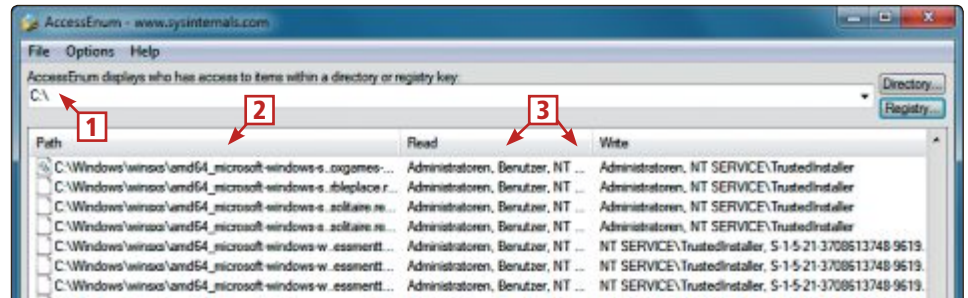 AccessEnum - www.sysinternals.com
File Options Help
AccessEnum displays who has access to items within a directory or registry key.
C:\
Directory...
Registry...
1
2
3
Path Read Write
C:\Windows\winsxs\amd64_microsoft-windows-s..oxgames-... Administratoren, Benutzer, NT ... Administratoren, NT SERVICE\TrustedInstaller
C:\Windows\winsxs\amd64_microsoft-windows-s..rbleplace.r... Administratoren, Benutzer, NT ... Administratoren, NT SERVICE\TrustedInstaller
C:\Windows\winsxs\amd64_microsoft-windows-s..solitaire.re... Administratoren, Benutzer, NT ... Administratoren, NT SERVICE\TrustedInstaller
C:\Windows\winsxs\amd64_microsoft-windows-s..solitaire.re... Administratoren, Benutzer, NT ... Administratoren, NT SERVICE\TrustedInstaller
C:\Windows\winsxs\amd64_microsoft-windows-w..essmentt... Administratoren, Benutzer, NT ... NT SERVICE\TrustedInstaller, S-1-5-21-3708613748-9619.
C:\Windows\winsxs\amd64_microsoft-windows-w..essmentt... Administratoren, Benutzer, NT ... NT SERVICE\TrustedInstaller, S-1-5-21-3708613748-9619.
C:\Windows\winsxs\amd64_microsoft-windows-w..essmentt... Administratoren, Benutzer, NT ... NT SERVICE\TrustedInstaller, S-1-5-21-3708613748-9619.